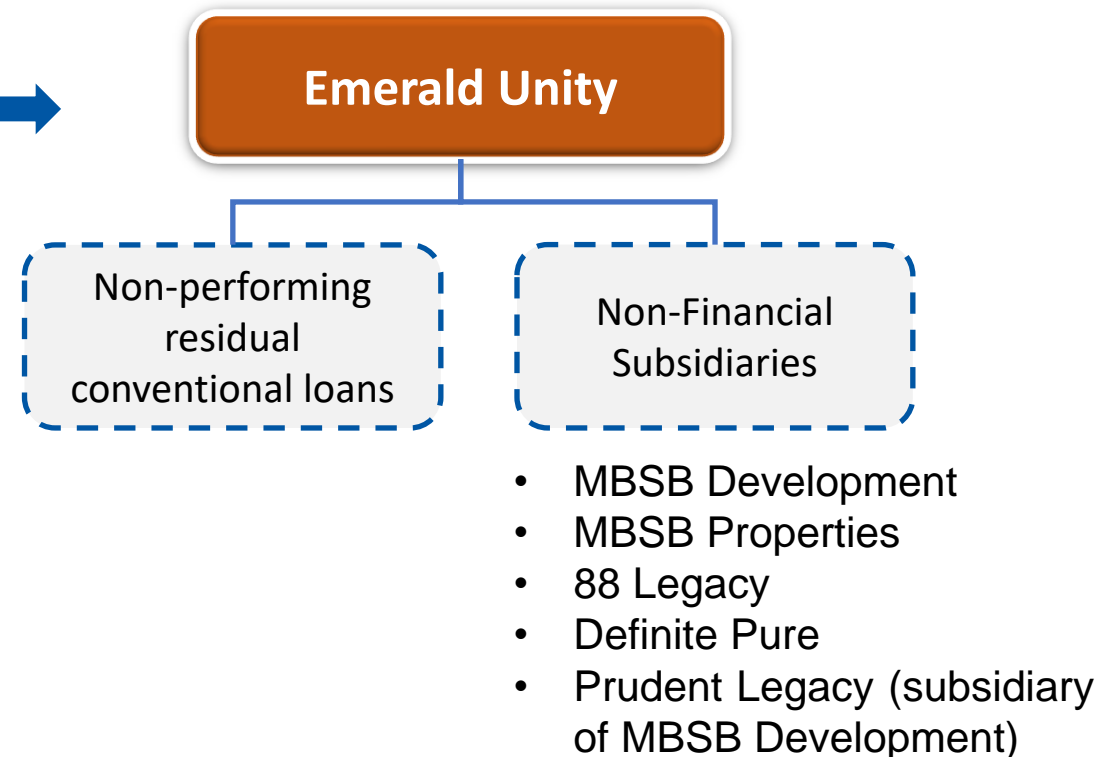 Emerald Unity
Non-performing
residual
conventional loans
Non-Financial
Subsidiaries
• MBSB Development
• MBSB Properties
• 88 Legacy
• Definite Pure
• Prudent Legacy (subsidiary
of MBSB Development)